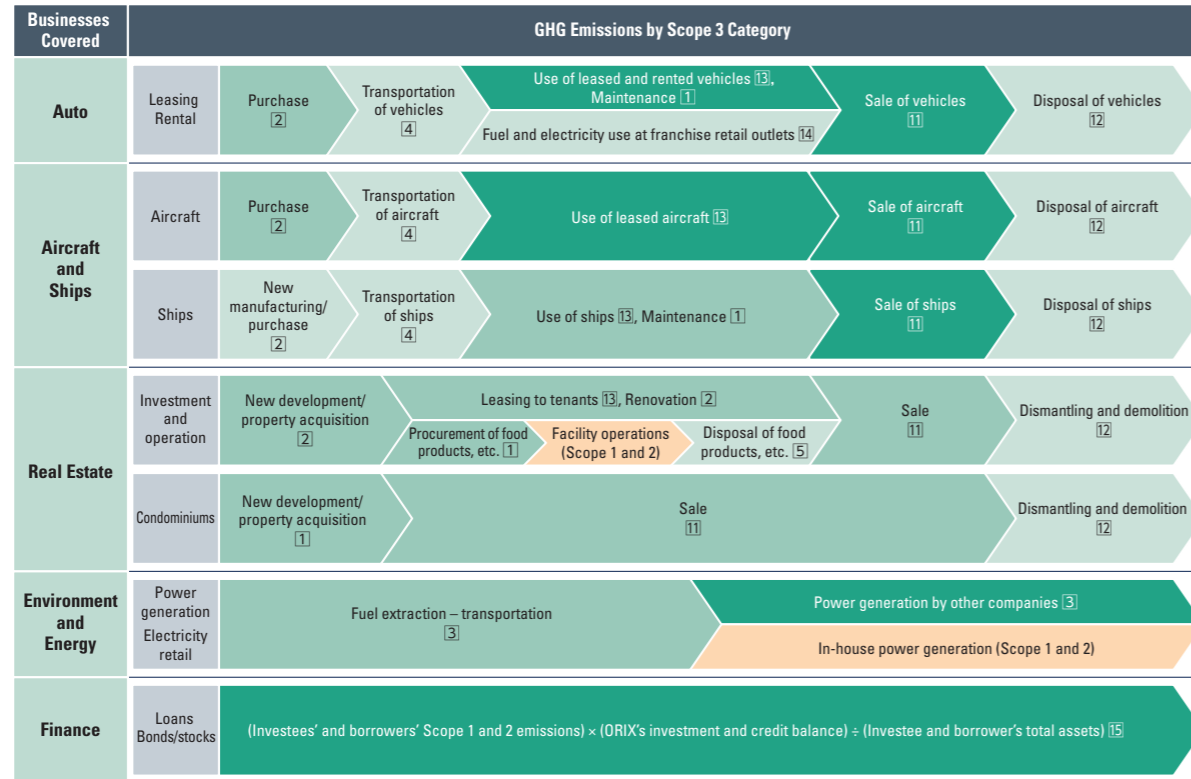 Businesses
Covered
GHG Emissions by Scope 3 Category
Auto
Leasing
Rental
Purchase
2
Transportation
of vehicles
4
Use of leased and rented vehicles 13,
Maintenance 1
Fuel and electricity use at franchise retail outlets 14
Sale of vehicles
11
Disposal of vehicles
12
Aircraft
and
Ships
Aircraft
Purchase
2
Transportation
of aircraft
4
Use of leased aircraft 13
Sale of aircraft
11
Disposal of aircraft
12
Ships
New
manufacturing/
purchase
2
Transportation
of ships
4
Use of ships 13, Maintenance 1
Sale of ships
11
Disposal of ships
12
Real Estate
Investment
and
operation
New development/
property acquisition
2
Leasing to tenants 13, Renovation 2
Procurement of food
products, etc. 1
Facility operations
(Scope 1 and 2)
Disposal of food
products, etc. 5
Sale
11
Dismantling and demolition
12
Condominiums
New development/
property acquisition
1
Sale
11
Dismantling and demolition
12
Environment
and
Energy
Power
generation
Electricity
retail
Fuel extraction – transportation
3
Power generation by other companies 3
In-house power generation (Scope 1 and 2)
Finance
Loans
Bonds/stocks
(Investees' and borrowers' Scope 1 and 2 emissions) × (ORIX's investment and credit balance) ÷ (Investee and borrower's total assets) 15